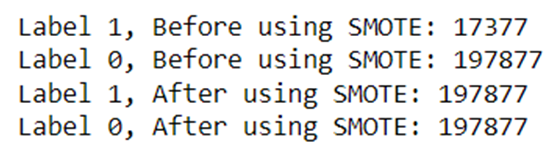 Label 1, Before using SMOTE: 17377
Label 0, Before using SMOTE: 197877
Label 1, After using SMOTE: 197877
Label 0, After using SMOTE: 197877